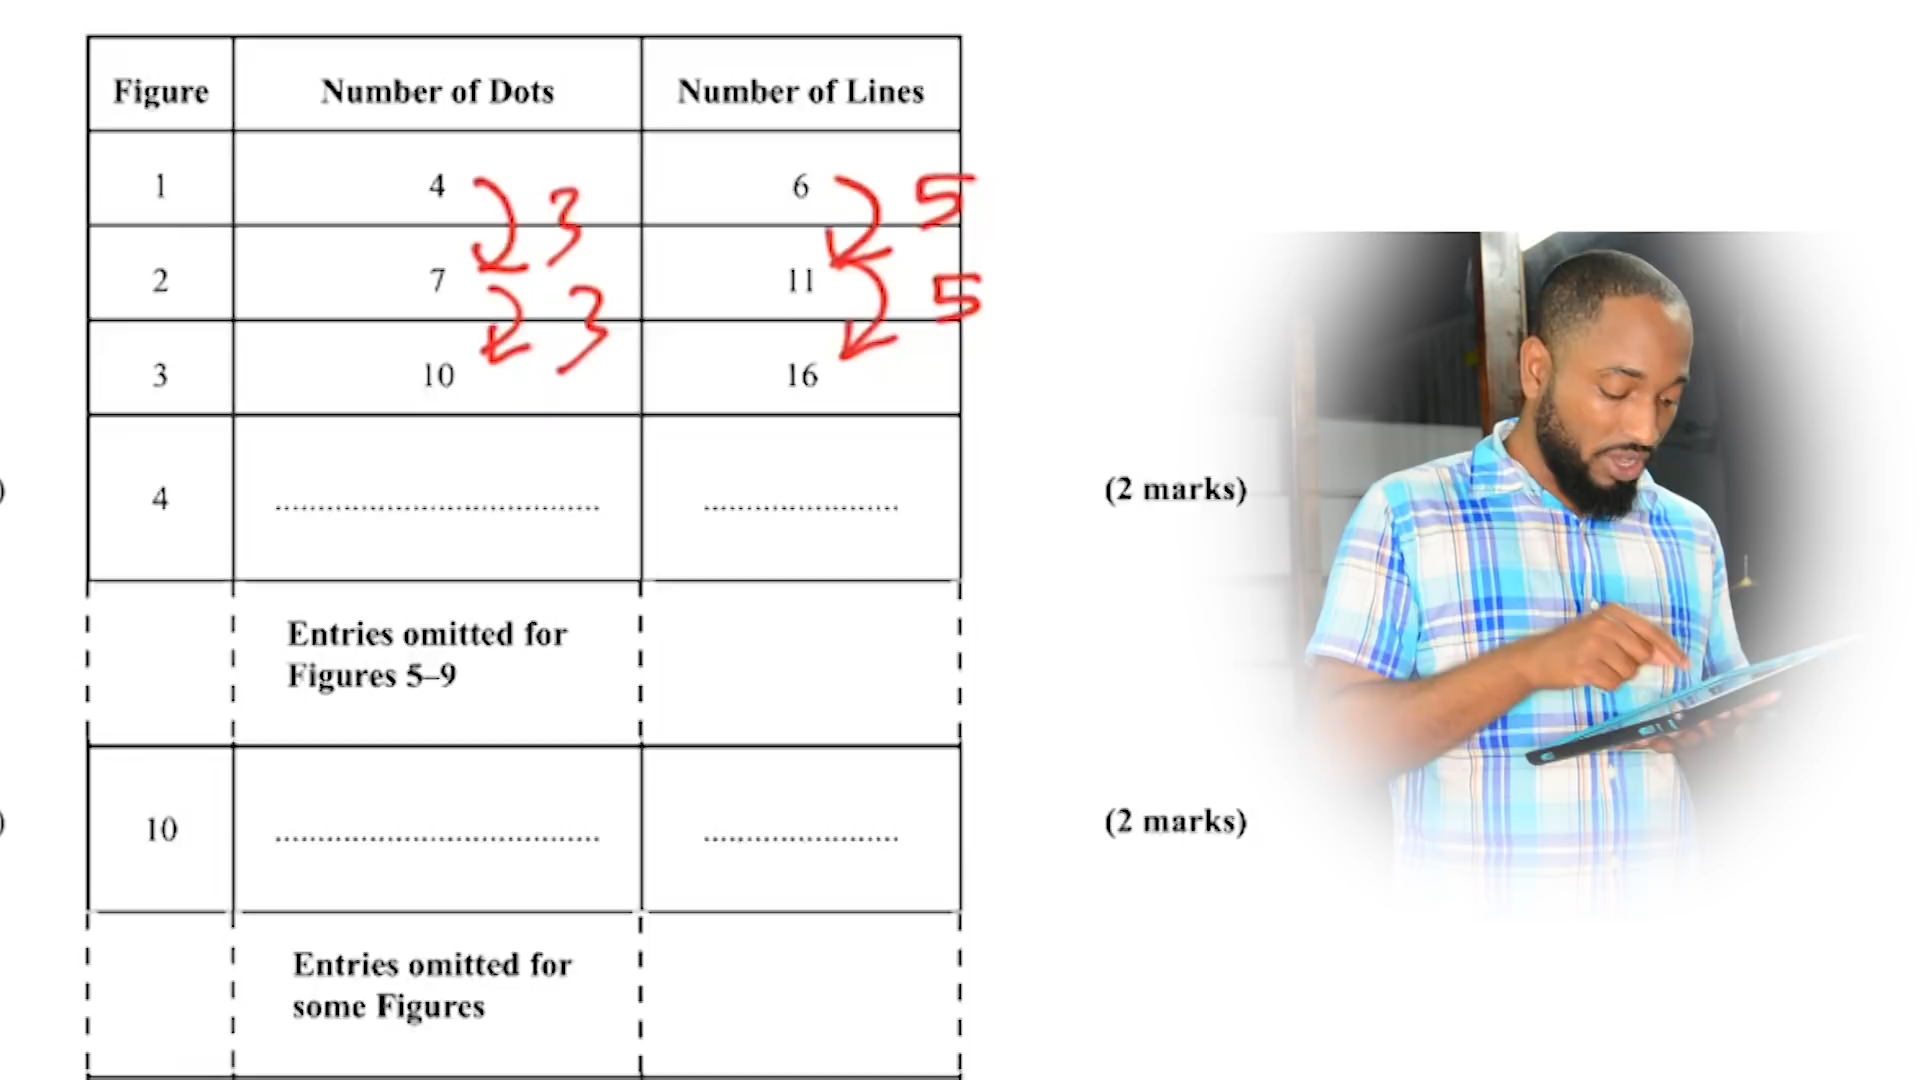 Figure Number of Dots Number of Lines
1 4 6
3 5
2 7 11
3 5
3 10 16
) 4 ...................................... ....................... (2 marks)
Entries omitted for
Figures 5–9
) 10 ...................................... ....................... (2 marks)
Entries omitted for
some Figures